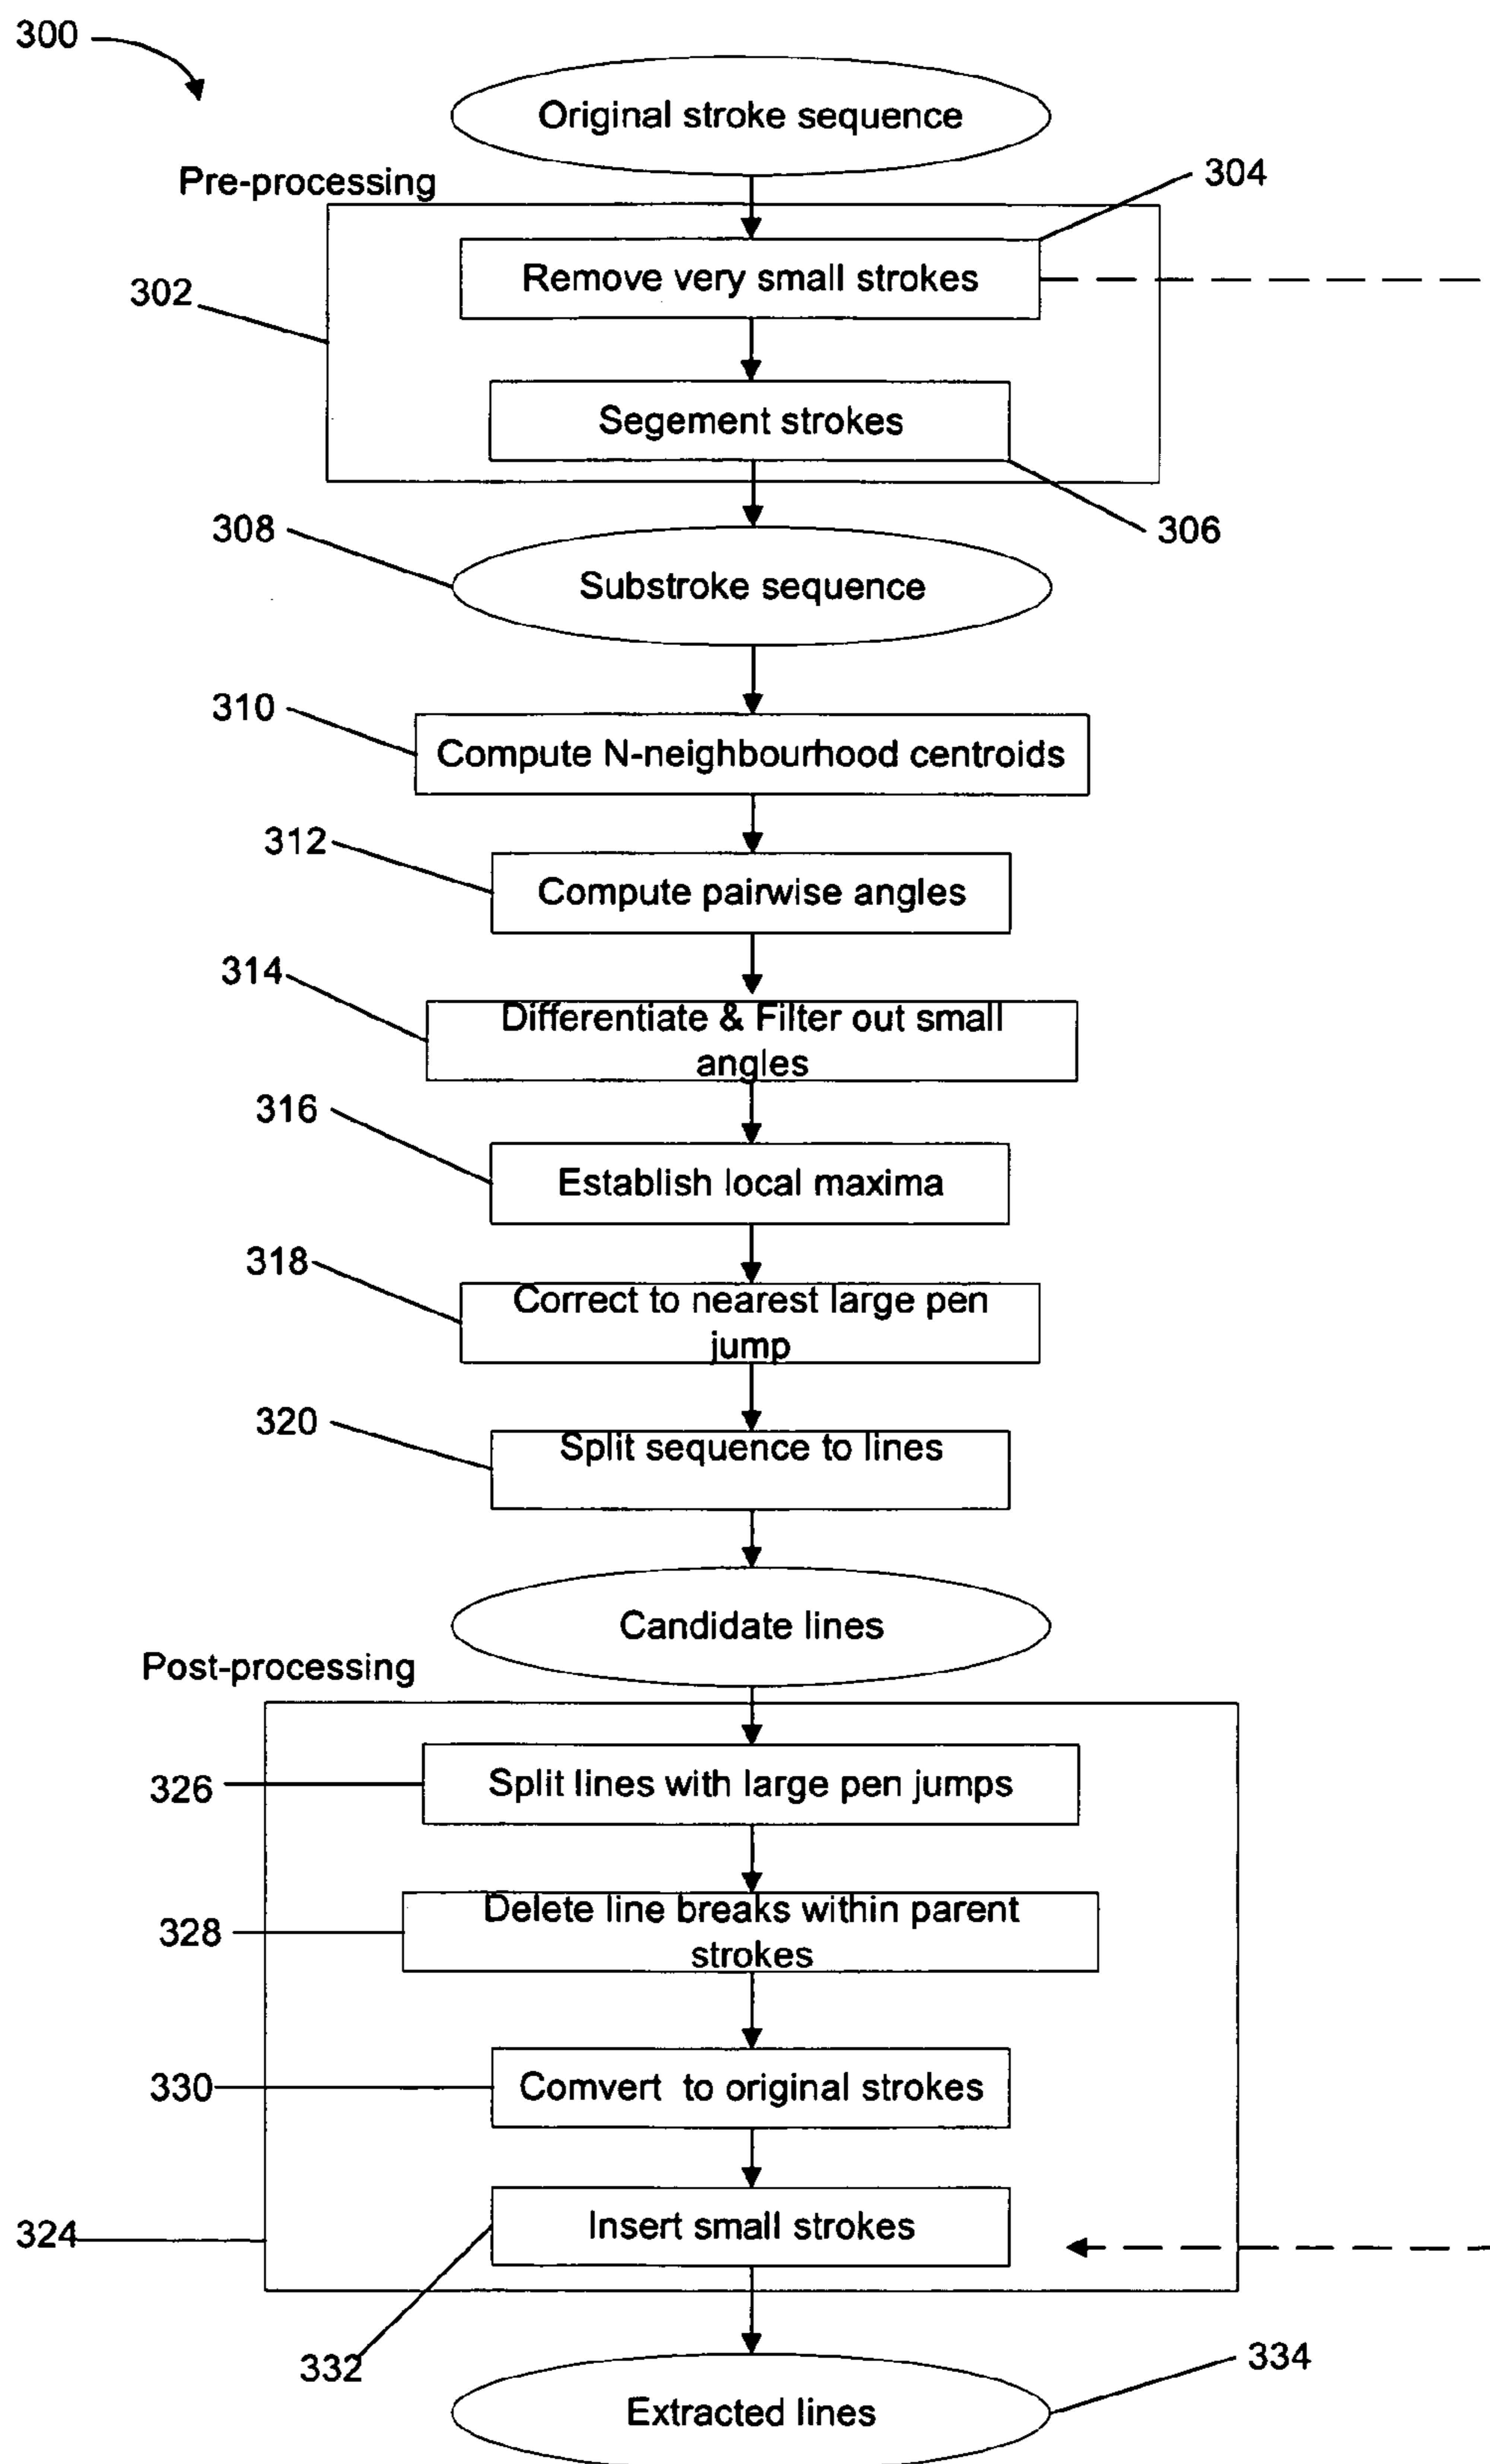 300
Original stroke sequence
Pre-processing
304
Remove very small strokes
302
Segement strokes
308
306
Substroke sequence
310
Compute N-neighbourhood centroids
312
Compute pairwise angles
314
Differentiate & Filter out small
angles
316
Establish local maxima
318
Correct to nearest large pen
jump
320
Split sequence to lines
Candidate lines
Post-processing
326
Split lines with large pen jumps
328
Delete line breaks within parent
strokes
330
Comvert to original strokes
324
Insert small strokes
332
334
Extracted lines